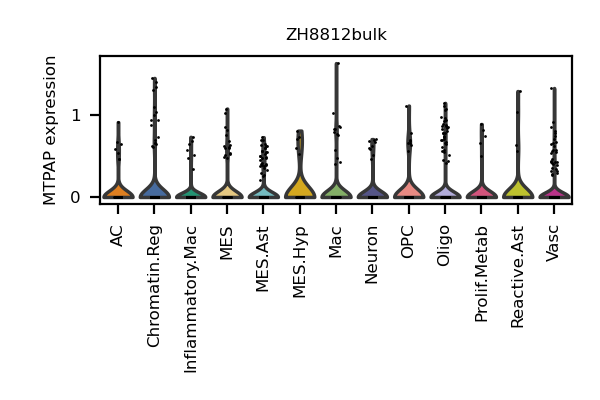 ZH8812bulk
MTPAP expression
1
0
AC
Chromatin.Reg
Inflammatory.Mac
MES
MES.Ast
MES.Hyp
Mac
Neuron
OPC
Oligo
Prolif.Metab
Reactive.Ast
Vasc